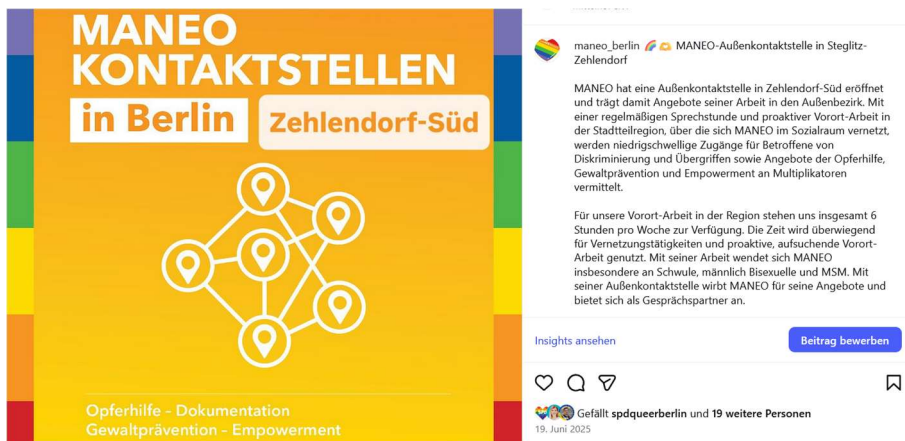 MANEO
KONTAKTSTELLEN
in Berlin
Zehlendorf-Süd
Opferhilfe – Dokumentation
Gewaltprävention – Empowerment
maneo_berlin 🌈🫶 MANEO-Außenkontaktstelle in Steglitz-
Zehlendorf
MANEO hat eine Außenkontaktstelle in Zehlendorf-Süd eröffnet
und trägt damit Angebote seiner Arbeit in den Außenbezirk. Mit
einer regelmäßigen Sprechstunde und proaktiver Vorort-Arbeit in
der Stadtteilregion, über die sich MANEO im Sozialraum vernetzt,
werden niedrigschwellige Zugänge für Betroffene von
Diskriminierung und Übergriffen sowie Angebote der Opferhilfe,
Gewaltprävention und Empowerment an Multiplikatoren
vermittelt.
Für unsere Vorort-Arbeit in der Region stehen uns insgesamt 6
Stunden pro Woche zur Verfügung. Die Zeit wird überwiegend
für Vernetzungstätigkeiten und proaktive, aufsuchende Vorort-
Arbeit genutzt. Mit seiner Arbeit wendet sich MANEO
insbesondere an Schwule, männlich Bisexuelle und MSM. Mit
seiner Außenkontaktstelle wirbt MANEO für seine Angebote und
bietet sich als Gesprächspartner an.
Insights ansehen
Beitrag bewerben
Gefällt spdqueerberlin und 19 weitere Personen
19. Juni 2025